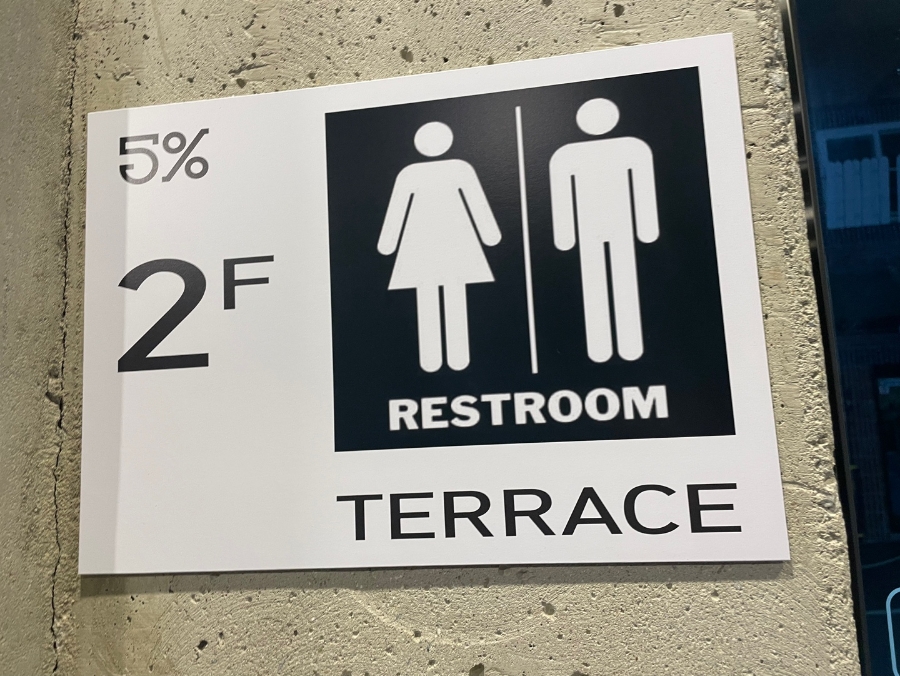 5%
2F
RESTROOM
TERRACE